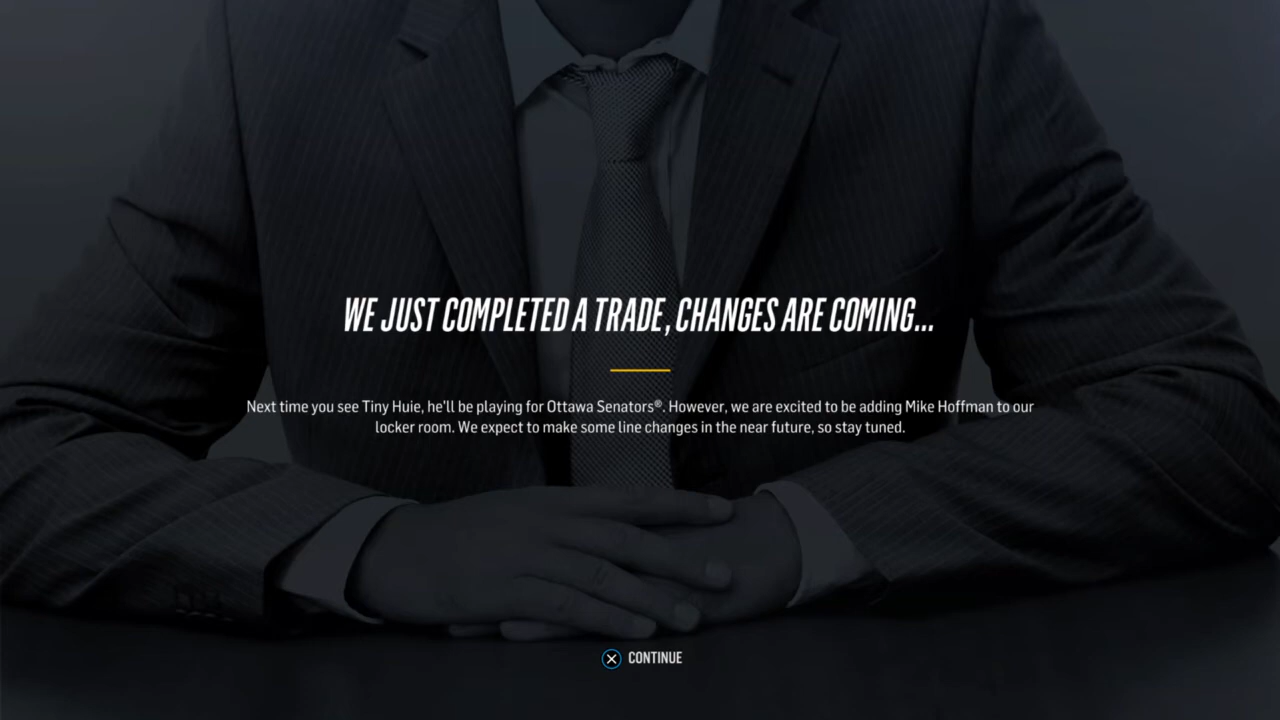 WE JUST COMPLETED A TRADE, CHANGES ARE COMING...
Next time you see Tiny Huie, he'll be playing for Ottawa Senators®. However, we are excited to be adding Mike Hoffman to our
locker room. We expect to make some line changes in the near future, so stay tuned.
CONTINUE